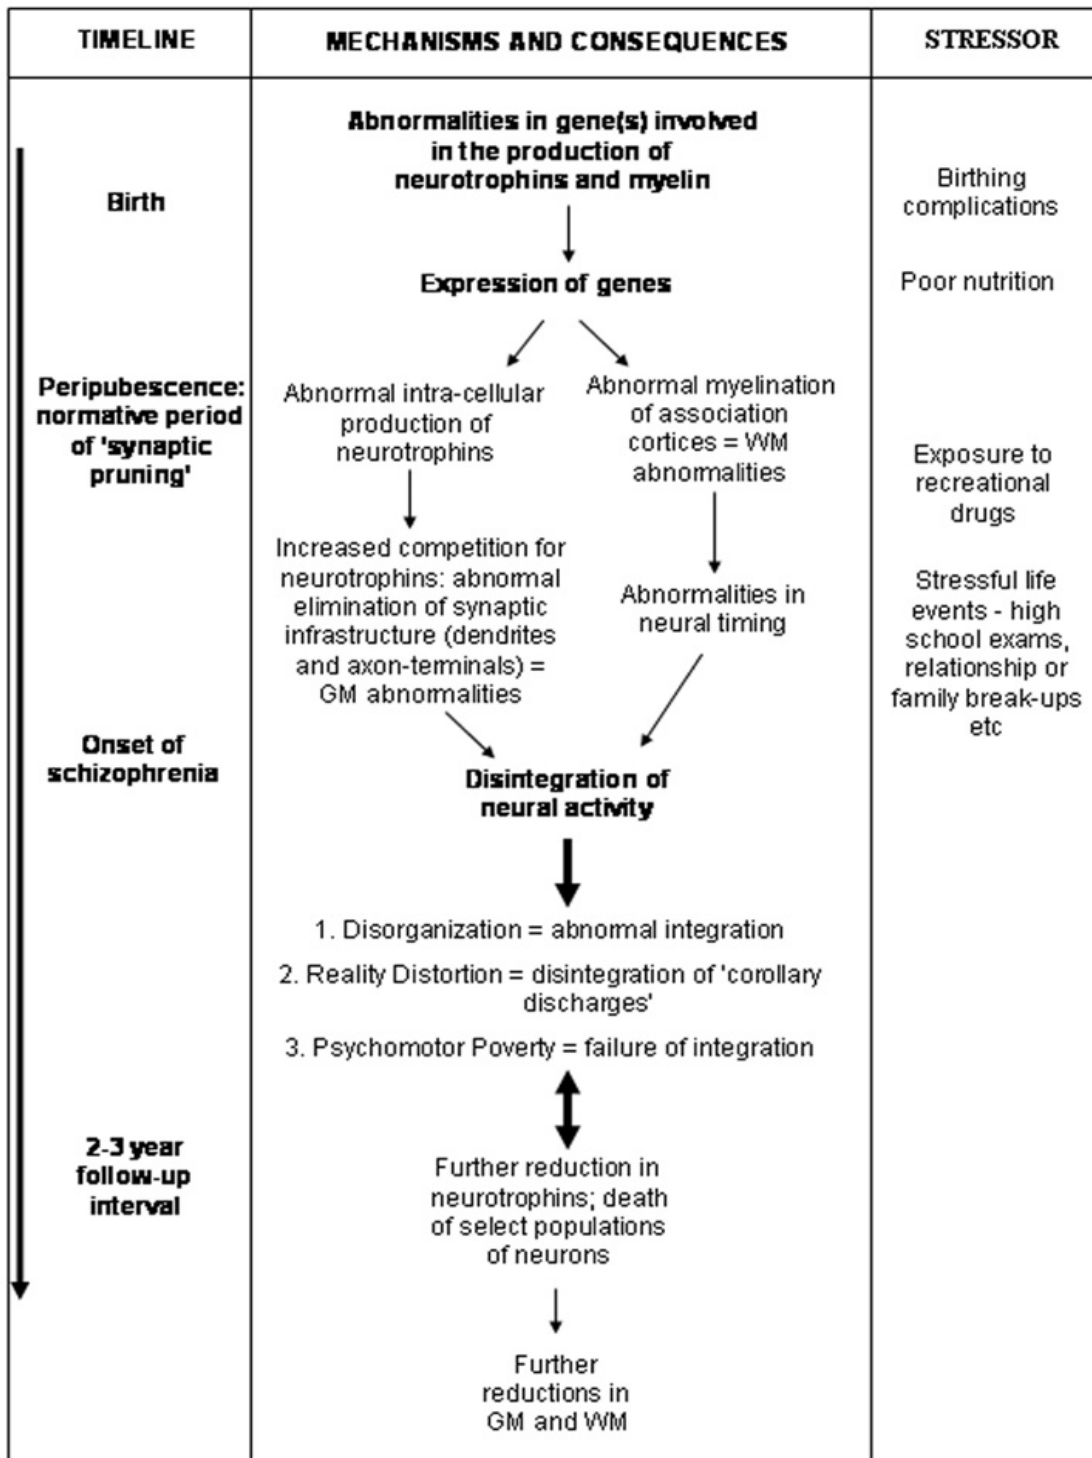 TIMELINE
MECHANISMS AND CONSEQUENCES
STRESSOR
Birth
Peripubescence:
normative period
of 'synaptic
pruning'
Onset of
schizophrenia
2-3 year
follow-up
interval
Abnormalities in gene(s) involved
in the production of
neurotrophins and myelin
Expression of genes
Abnormal intra-cellular
production of
neurotrophins
Abnormal myelination
of association
cortices = WM
abnormalities
Increased competition for
neurotrophins: abnormal
elimination of synaptic
infrastructure (dendrites
and axon-terminals) =
GM abnormalities
Abnormalities in
neural timing
Disintegration of
neural activity
1. Disorganization = abnormal integration
2. Reality Distortion = disintegration of 'corollary
discharges'
3. Psychomotor Poverty = failure of integration
Further reduction in
neurotrophins; death
of select populations
of neurons
Further
reductions in
GM and WM
Birthing
complications
Poor nutrition
Exposure to
recreational
drugs
Stressful life
events - high
school exams,
relationship or
family break-ups
etc